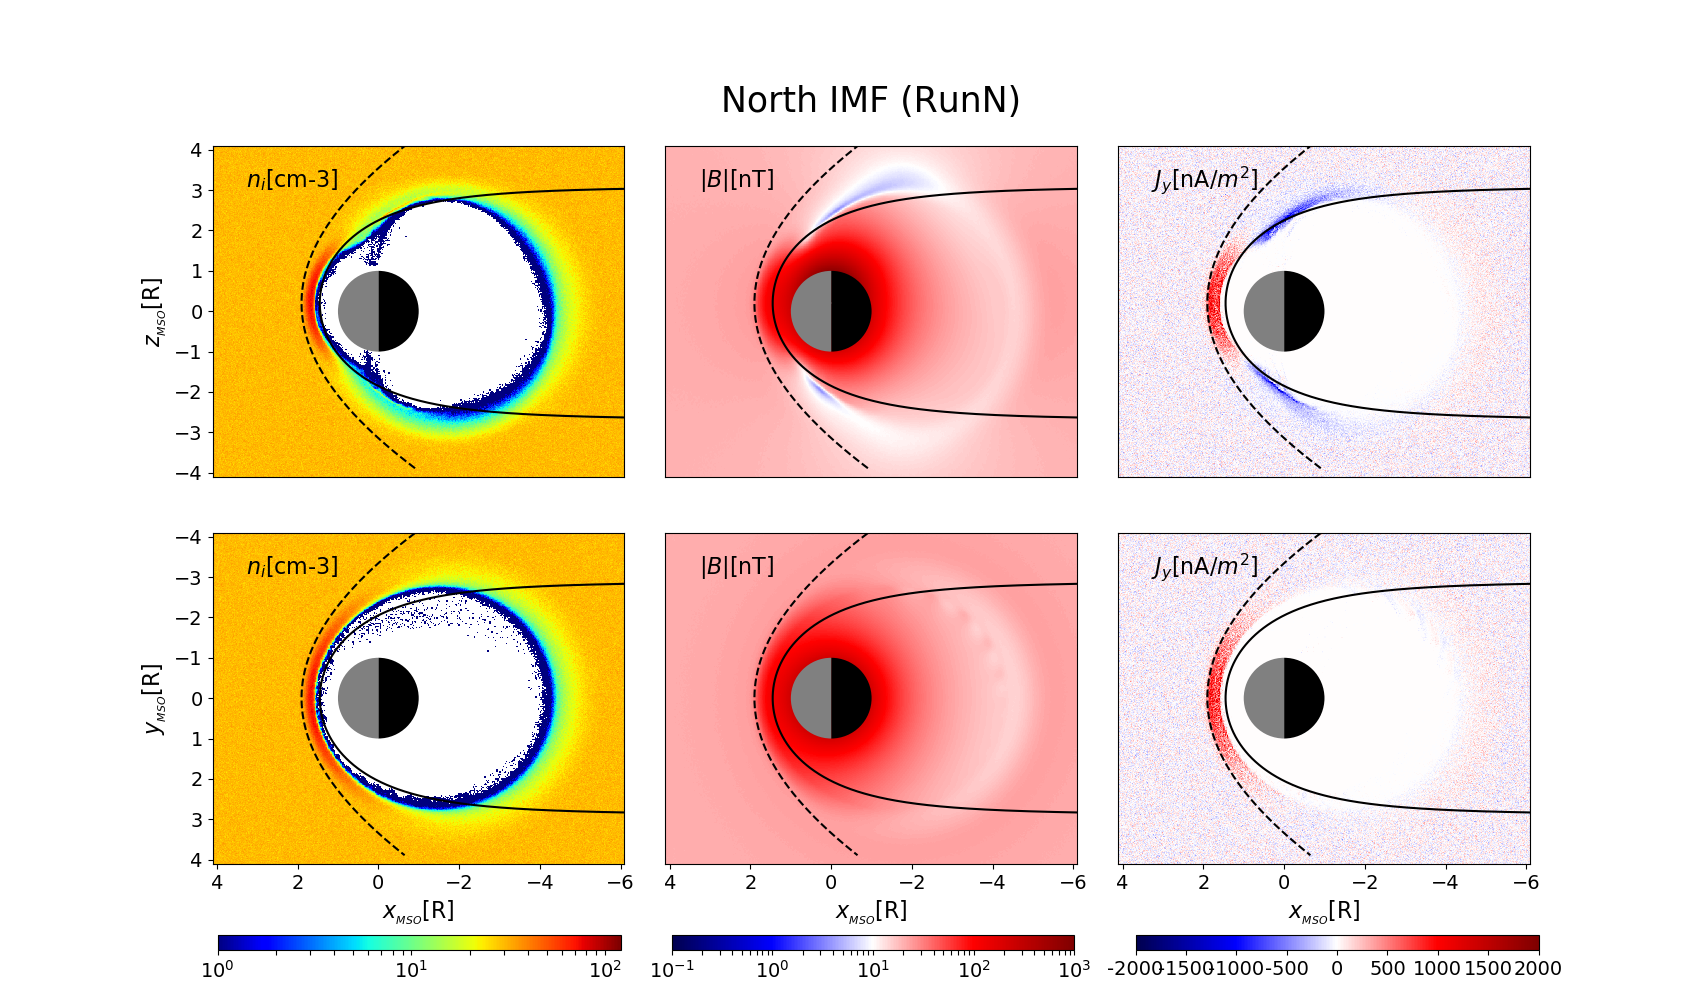 North IMF (RunN)
n_i[cm-3] |B|[nT] J_y[nA/m^2]
4
3
2
1
0
−1
−2
−3
−4
z_MSO[R]
n_i[cm-3] |B|[nT] J_y[nA/m^2]
−4
−3
−2
−1
0
1
2
3
4
y_MSO[R]
4 2 0 −2 −4 −6 4 2 0 −2 −4 −6 4 2 0 −2 −4 −6
x_MSO[R] x_MSO[R] x_MSO[R]
10^0 10^1 10^2 10^−1 10^0 10^1 10^2 10^3 -2000 -1500 -1000 -500 0 500 1000 1500 2000